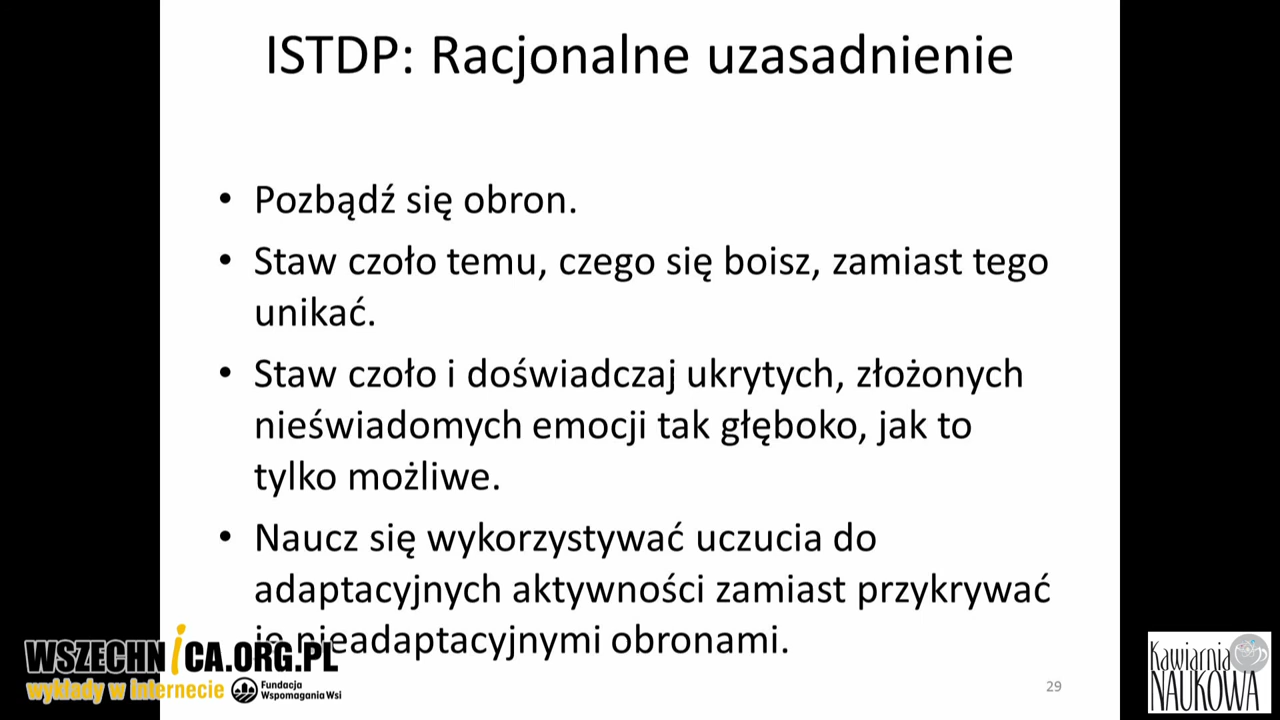 ISTDP: Racjonalne uzasadnienie
• Pozbądź się obron.
• Staw czoło temu, czego się boisz, zamiast tego
unikać.
• Staw czoło i doświadczaj ukrytych, złożonych
nieświadomych emocji tak głęboko, jak to
tylko możliwe.
• Naucz się wykorzystywać uczucia do
adaptacyjnych aktywności zamiast przykrywać
je nieadaptacyjnymi obronami.
WSZECHNiCA.ORG.PL
wykłady w internecie
Fundacja
Wspomagania Wsi
29
Kawiarnia
NAUKOWA